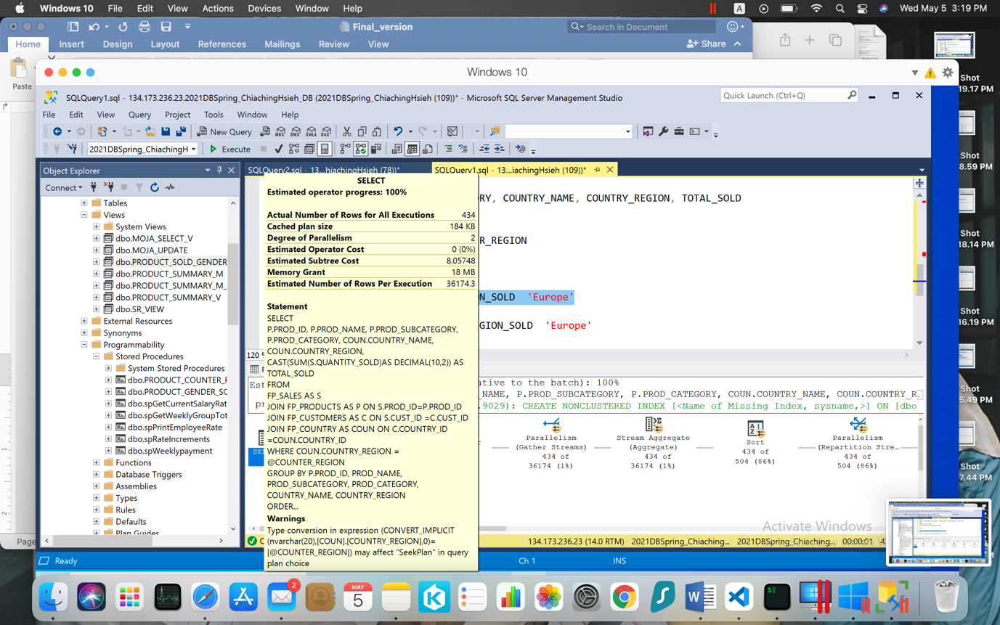 Windows 10 File Edit View Actions Devices Window Help
A Wed May 5 3:19 PM
Final_version
Search in Document
Home Insert Design Layout References Mailings Review View
Share
Paste
Windows 10
SQLQuery1.sql - 134.173.236.23.2021DBSpring_ChiachingHsieh_DB (2021DBSpring_ChiachingHsieh (109))* - Microsoft SQL Server Management Studio
Quick Launch (Ctrl+Q)
File Edit View Query Project Tools Window Help
New Query
MDX DMX XMLA DAX
2021DBSpring_ChiachingH
Execute
Object Explorer
Connect
Tables
Views
System Views
dbo.MOJA_SELECT_V
dbo.MOJA_UPDATE
dbo.PRODUCT_SOLD_GENDER
dbo.PRODUCT_SUMMARY_M
dbo.PRODUCT_SUMMARY_M_
dbo.PRODUCT_SUMMARY_V
dbo.SR_VIEW
External Resources
Synonyms
Programmability
Stored Procedures
System Stored Procedures
dbo.PRODUCT_COUNTER_F
dbo.PRODUCT_GENDER_SC
dbo.spGetCurrentSalaryRat
dbo.spGetWeeklyGroupTot
dbo.spPrintEmployeeRate
dbo.spRateIncrements
dbo.spWeeklypayment
Functions
Database Triggers
Assemblies
Types
Rules
Defaults
Plan Guides
SQLQuery2.sql - 13...hiachingHsieh (78))*
SQLQuery1.sql - 13...iachingHsieh (109))*
RY, COUNTRY_NAME, COUNTRY_REGION, TOTAL_SOLD
R_REGION
N_SOLD 'Europe'
GION_SOLD 'Europe'
120 %
SELECT
Estimated operator progress: 100%
Actual Number of Rows for All Executions 434
Cached plan size 184 KB
Degree of Parallelism 2
Estimated Operator Cost 0 (0%)
Estimated Subtree Cost 8.05748
Memory Grant 18 MB
Estimated Number of Rows Per Execution 36174.3
Statement
SELECT
P.PROD_ID, P.PROD_NAME, P.PROD_SUBCATEGORY,
P.PROD_CATEGORY, COUN.COUNTRY_NAME,
COUN.COUNTRY_REGION,
CAST(SUM(S.QUANTITY_SOLD)AS DECIMAL(10,2)) AS
TOTAL_SOLD
FROM
FP_SALES AS S
JOIN FP_PRODUCTS AS P ON S.PROD_ID=P.PROD_ID
JOIN FP_CUSTOMERS AS C ON S.CUST_ID =C.CUST_ID
JOIN FP_COUNTRY AS COUN ON C.COUNTRY_ID
=COUN.COUNTRY_ID
WHERE COUN.COUNTRY_REGION =
@COUNTER_REGION
GROUP BY P.PROD_ID, PROD_NAME,
PROD_SUBCATEGORY, PROD_CATEGORY,
COUNTRY_NAME, COUNTRY_REGION
ORDER...
Warnings
Type conversion in expression (CONVERT_IMPLICIT
(nvarchar(20),[COUN].[COUNTRY_REGION],0)=
[@COUNTER_REGION]) may affect "SeekPlan" in query
plan choice
Est
pr
ative to the batch): 100%
_NAME, P.PROD_SUBCATEGORY, P.PROD_CATEGORY, COUN.COUNTRY_NAME, COUN.COUNTRY_R...
.9029): CREATE NONCLUSTERED INDEX [<Name of Missing Index, sysname,>] ON [dbo
Parallelism
(Gather Streams)
434 of
36174 (1%)
Stream Aggregate
(Aggregate)
434 of
36174 (1%)
Sort
434 of
504 (86%)
Parallelism
(Repartition Stre...
434 of
504 (86%)
Activate Windows
134.173.236.23 (14.0 RTM) 2021DBSpring_Chiaching... 2021DBSpring_Chiaching... 00:00:01
Ready Ch 1 INS
Shot
19.17 PM
Shot
8.59 PM
Shot
18.14 PM
Shot
16.19 PM
Shot
5.49 PM
Shot
7.44 PM
Page
2
MAY
5